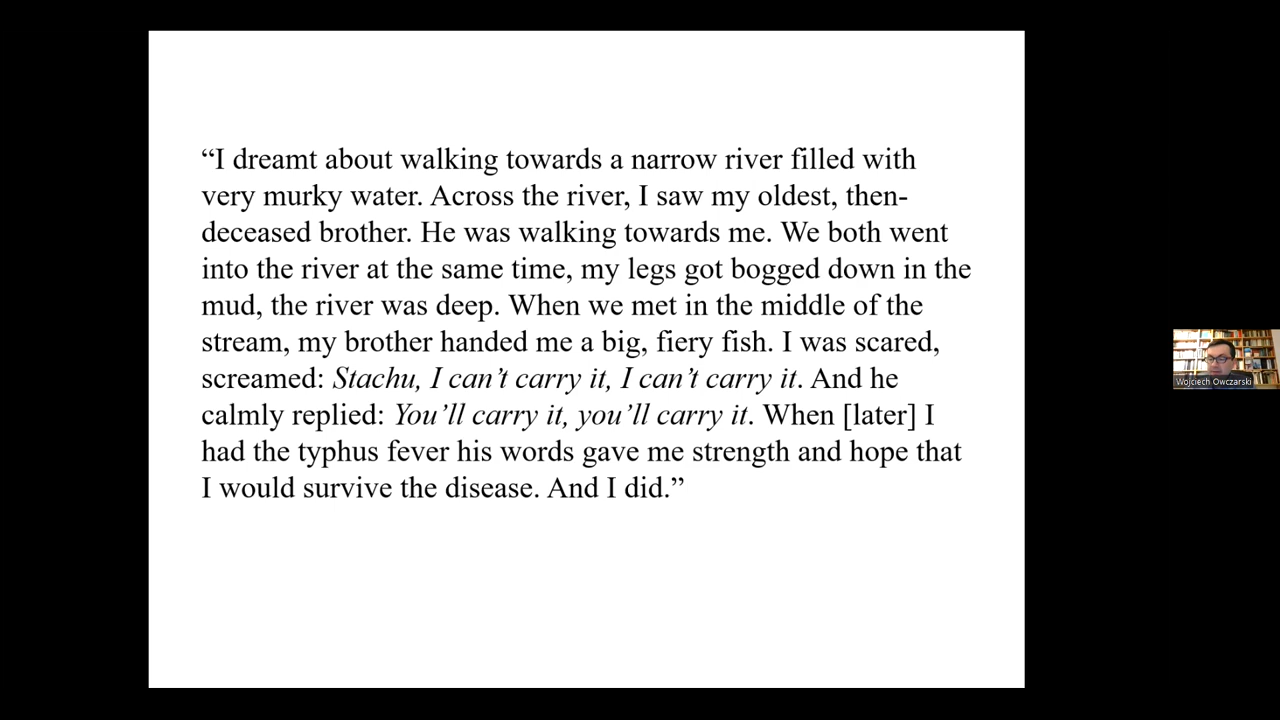 “I dreamt about walking towards a narrow river filled with
very murky water. Across the river, I saw my oldest, then-
deceased brother. He was walking towards me. We both went
into the river at the same time, my legs got bogged down in the
mud, the river was deep. When we met in the middle of the
stream, my brother handed me a big, fiery fish. I was scared,
screamed: Stachu, I can’t carry it, I can’t carry it. And he
calmly replied: You’ll carry it, you’ll carry it. When [later] I
had the typhus fever his words gave me strength and hope that
I would survive the disease. And I did.”
Wojciech Owczarski